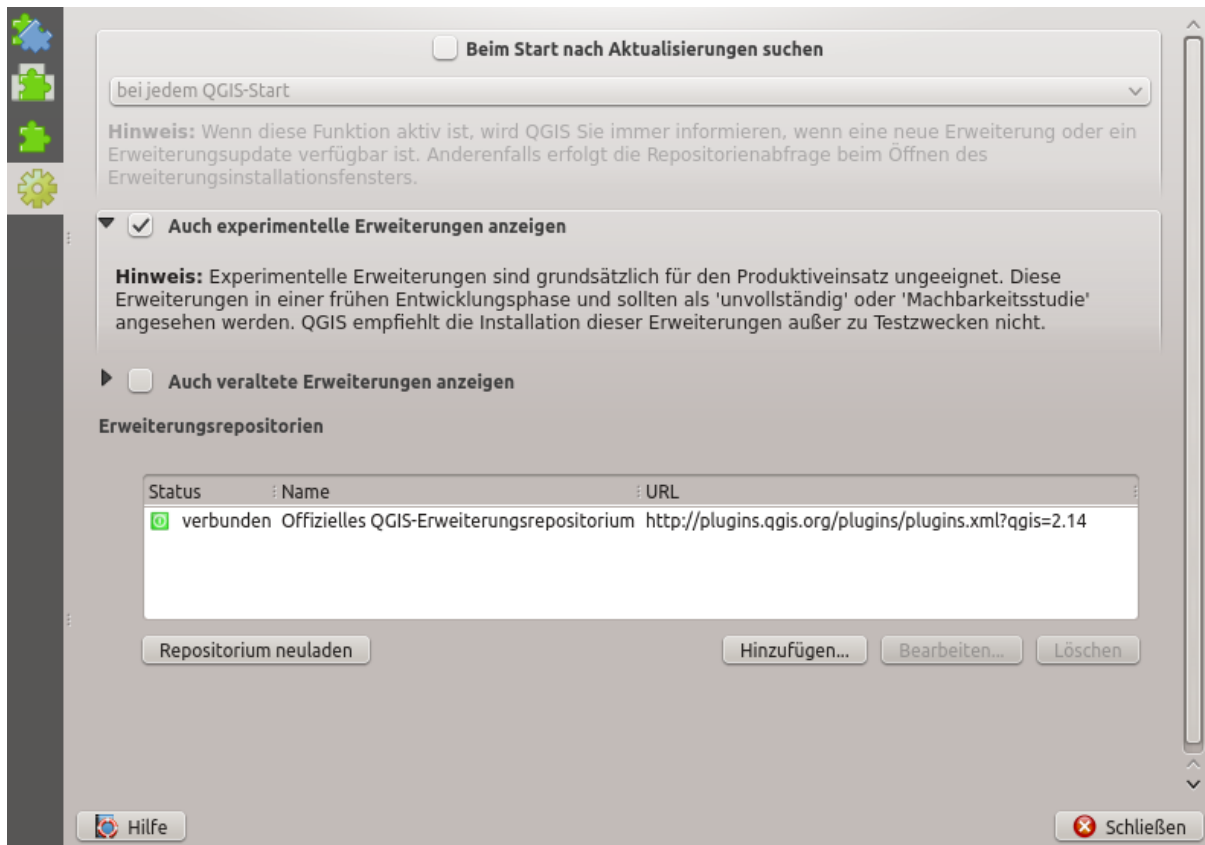 Beim Start nach Aktualisierungen suchen
bei jedem QGIS-Start
Hinweis: Wenn diese Funktion aktiv ist, wird QGIS Sie immer informieren, wenn eine neue Erweiterung oder ein
Erweiterungsupdate verfügbar ist. Anderenfalls erfolgt die Repositorienabfrage beim Öffnen des
Erweiterungsinstallationsfensters.
Auch experimentelle Erweiterungen anzeigen
Hinweis: Experimentelle Erweiterungen sind grundsätzlich für den Produktiveinsatz ungeeignet. Diese
Erweiterungen in einer frühen Entwicklungsphase und sollten als 'unvollständig' oder 'Machbarkeitsstudie'
angesehen werden. QGIS empfiehlt die Installation dieser Erweiterungen außer zu Testzwecken nicht.
Auch veraltete Erweiterungen anzeigen
Erweiterungsrepositorien
Status Name URL
verbunden Offizielles QGIS-Erweiterungsrepositorium http://plugins.qgis.org/plugins/plugins.xml?qgis=2.14
Repositorium neuladen Hinzufügen... Bearbeiten... Löschen
Hilfe Schließen